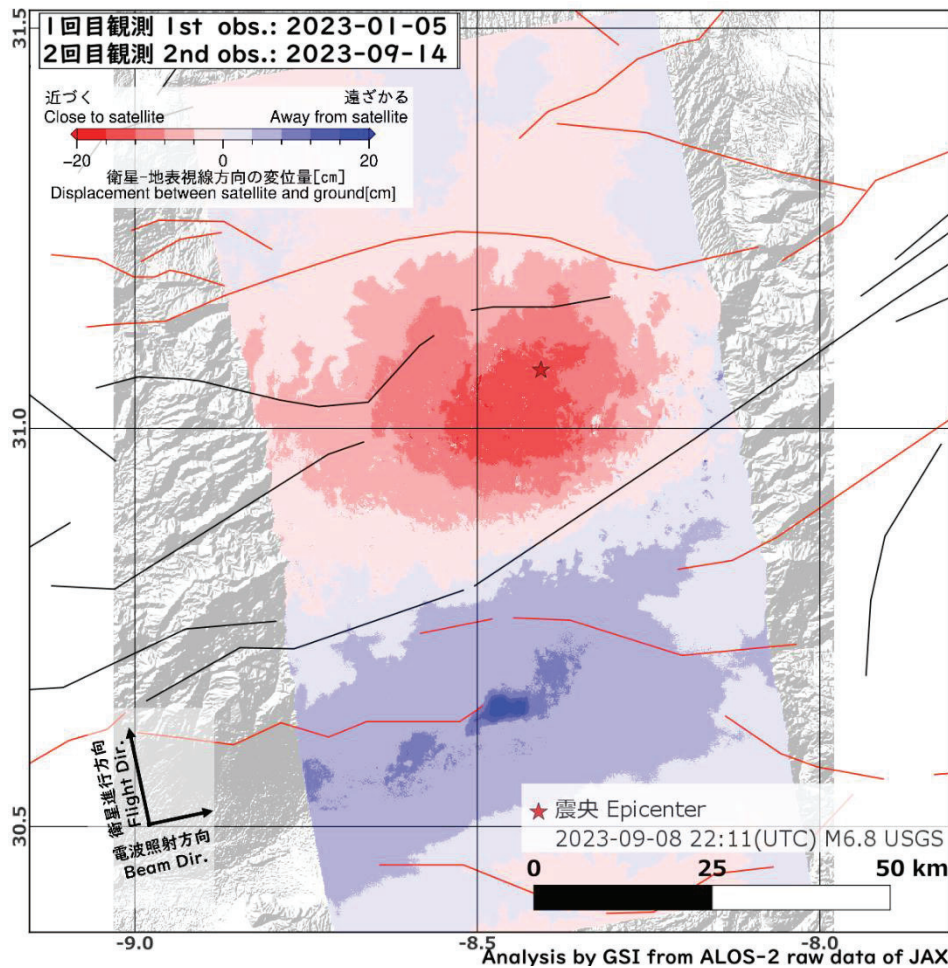 1回目観測 1st obs.: 2023-01-05
2回目観測 2nd obs.: 2023-09-14
近づく 遠ざかる
Close to satellite Away from satellite
-20 0 20
衛星-地表視線方向の変位量[cm]
Displacement between satellite and ground[cm]
31.5
31.0
30.5
衛星進行方向
Flight Dir.
電波照射方向
Beam Dir.
震央 Epicenter
2023-09-08 22:11(UTC) M6.8 USGS
0 25 50 km
-9.0 -8.5 -8.0
Analysis by GSI from ALOS-2 raw data of JAX